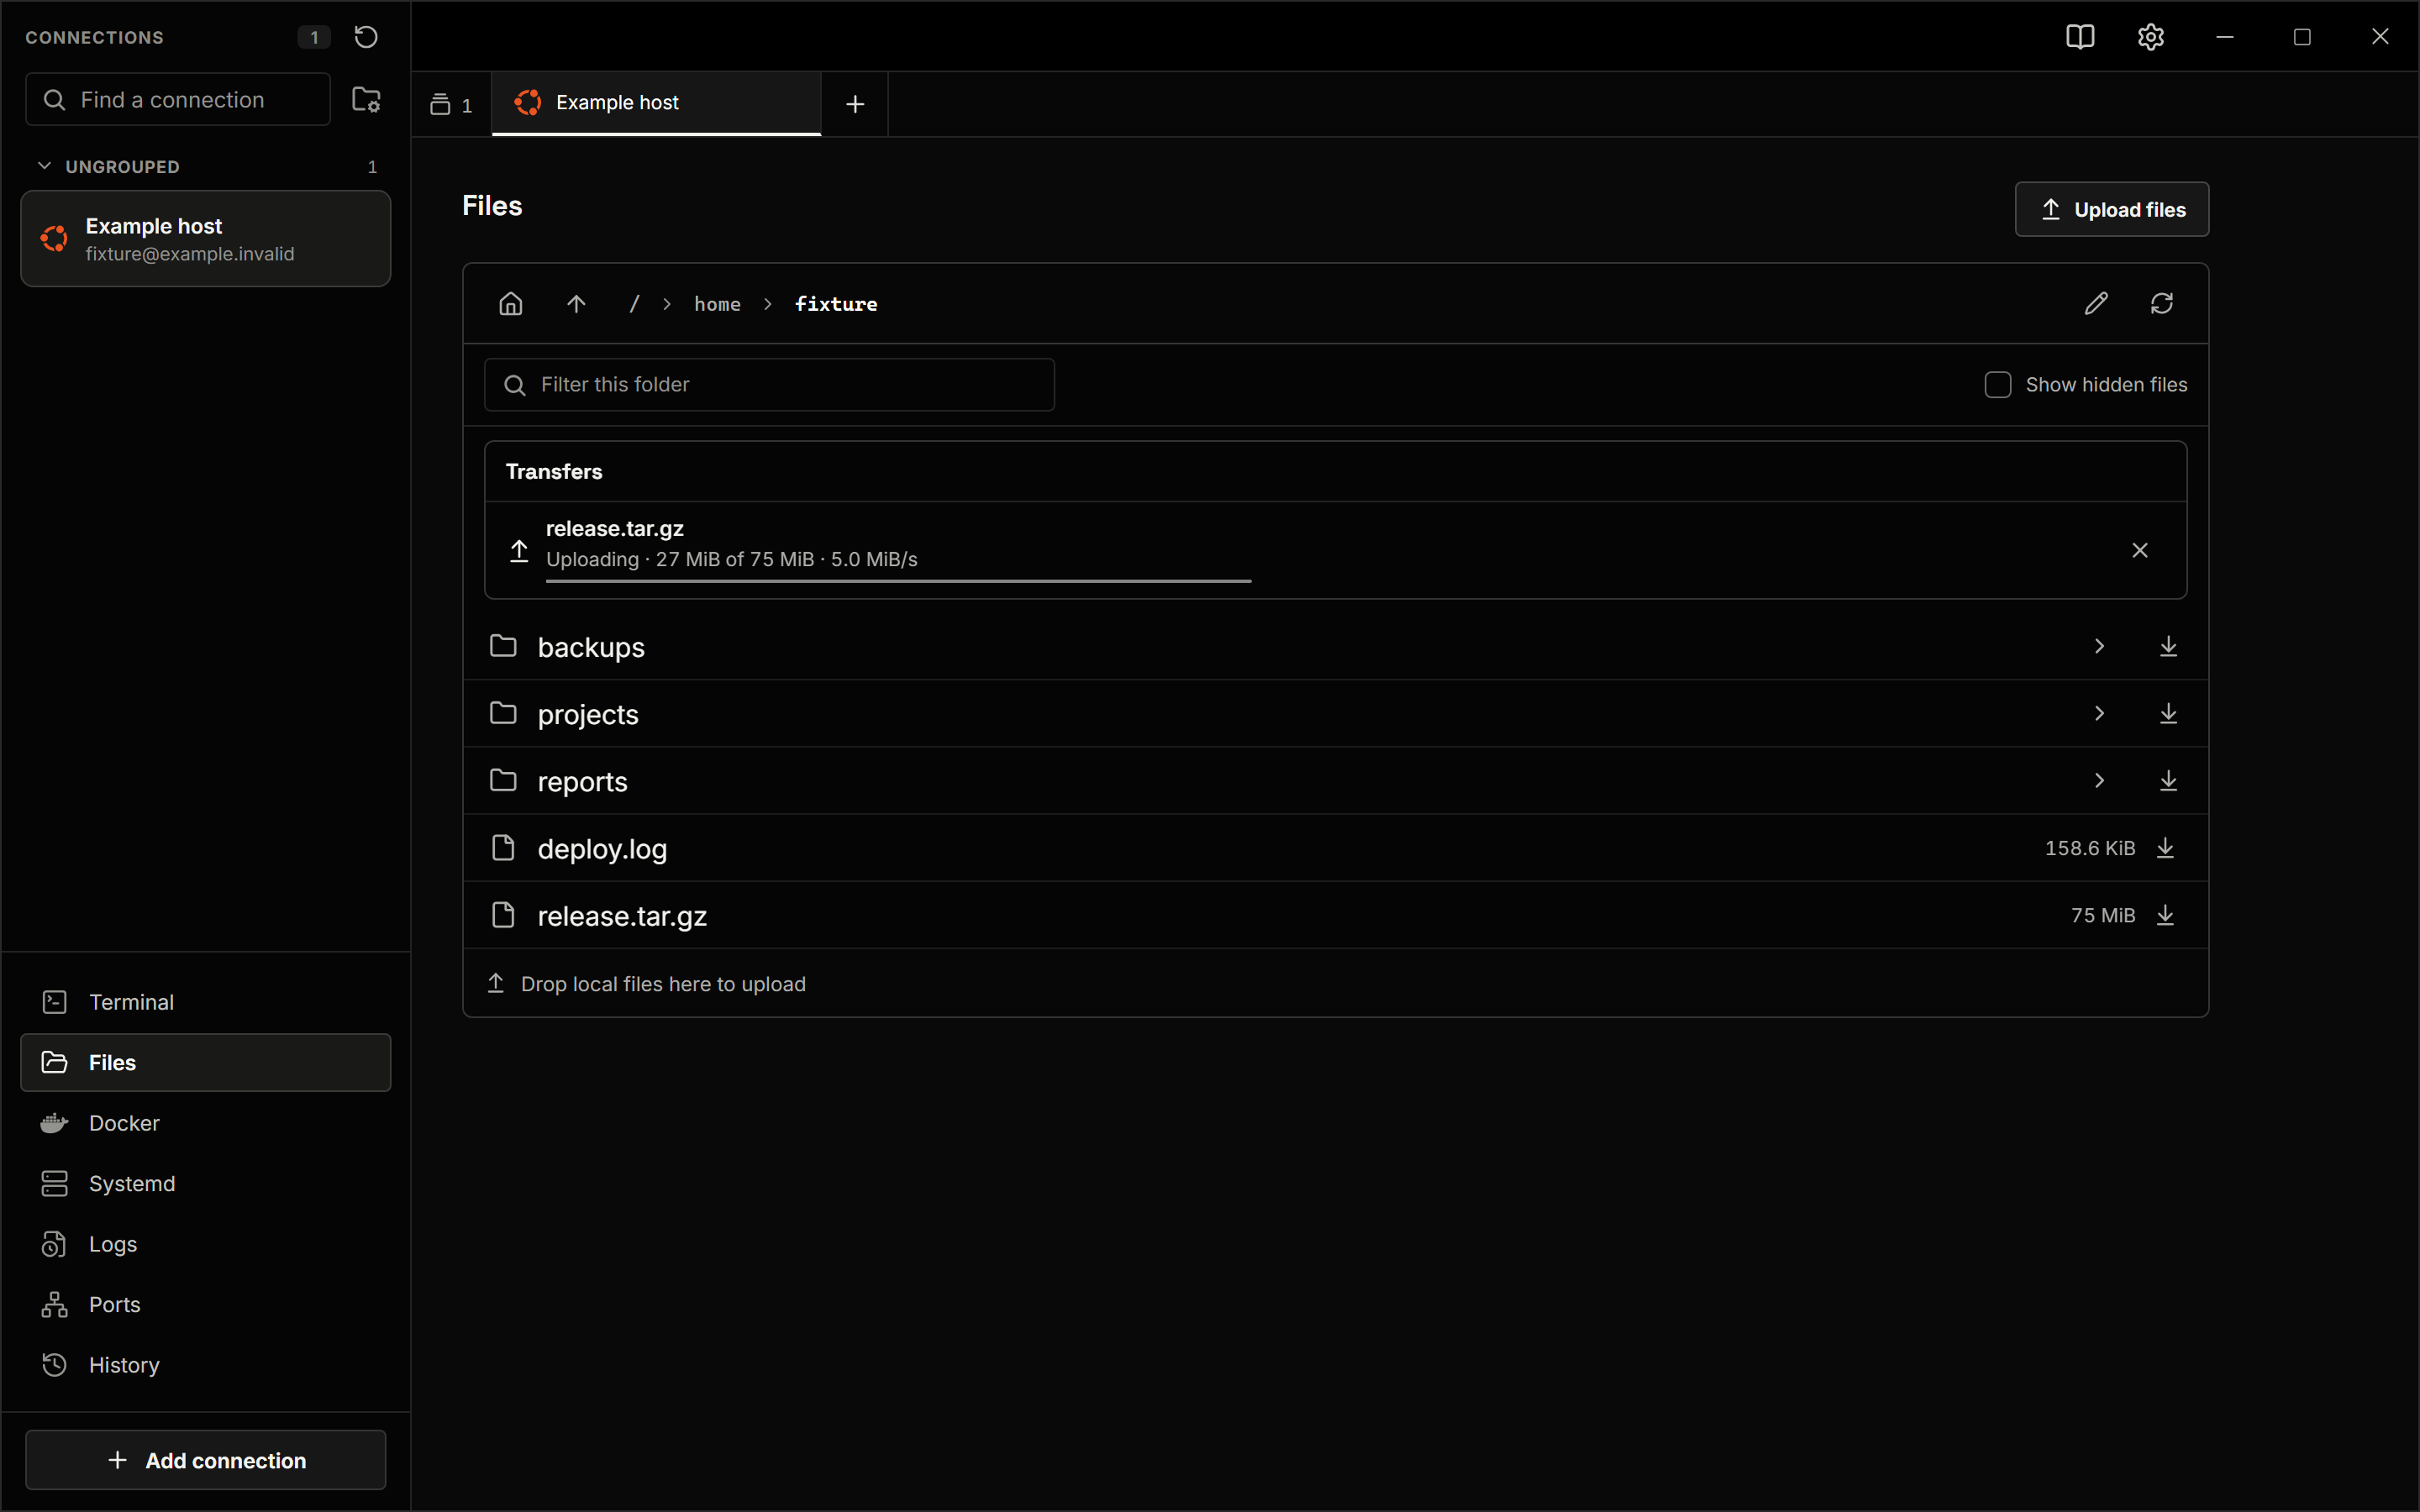 CONNECTIONS 1
Find a connection
UNGROUPED 1
Example host
fixture@example.invalid
Terminal
Files
Docker
Systemd
Logs
Ports
History
Add connection
1 Example host
Files
Upload files
/ home fixture
Filter this folder
Show hidden files
Transfers
release.tar.gz
Uploading · 27 MiB of 75 MiB · 5.0 MiB/s
backups
projects
reports
deploy.log 158.6 KiB
release.tar.gz 75 MiB
Drop local files here to upload